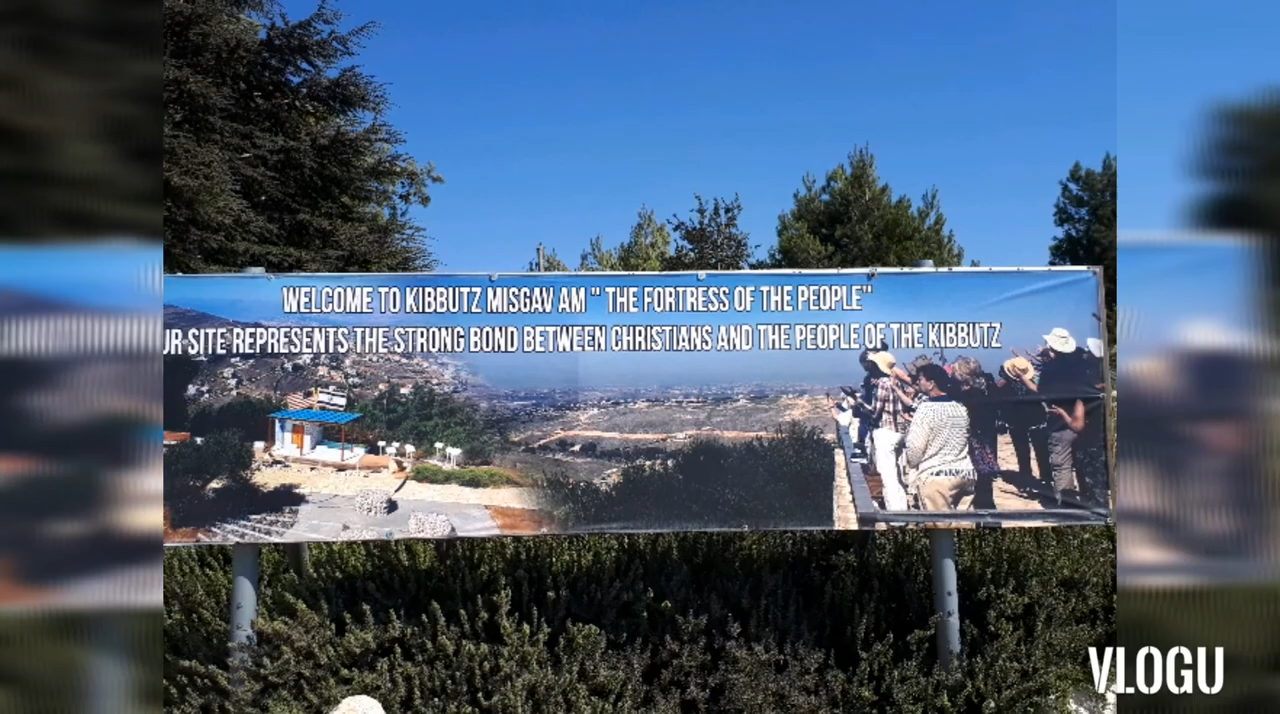 WELCOME TO KIBBUTZ MISGAV AM " THE FORTRESS OF THE PEOPLE"
UR SITE REPRESENTS THE STRONG BOND BETWEEN CHRISTIANS AND THE PEOPLE OF THE KIBBUTZ
VLOGU